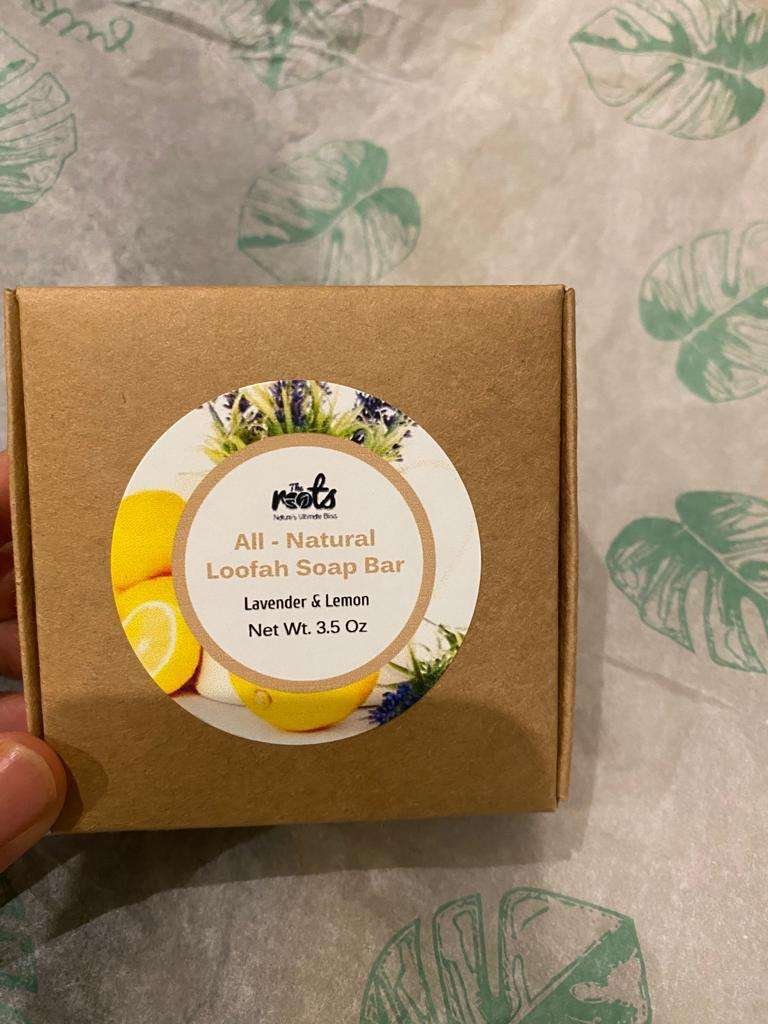 The
roots
Nature's Ultimate Bliss
All - Natural
Loofah Soap Bar
Lavender & Lemon
Net Wt. 3.5 Oz